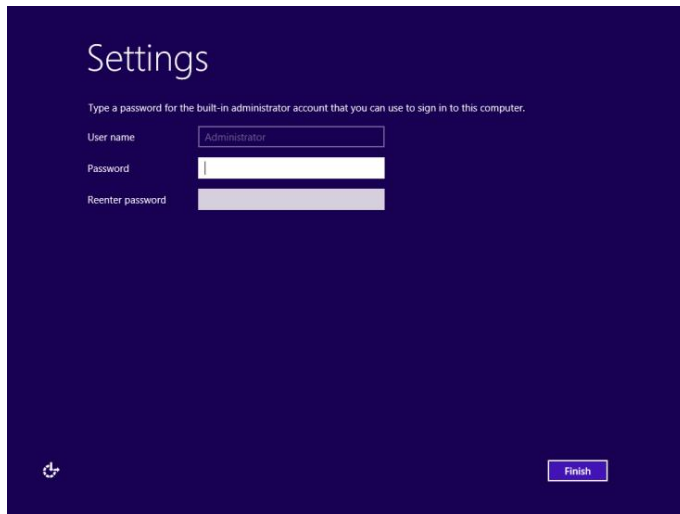 Settings
Type a password for the built-in administrator account that you can use to sign in to this computer.
User name Administrator
Password
Reenter password
Finish